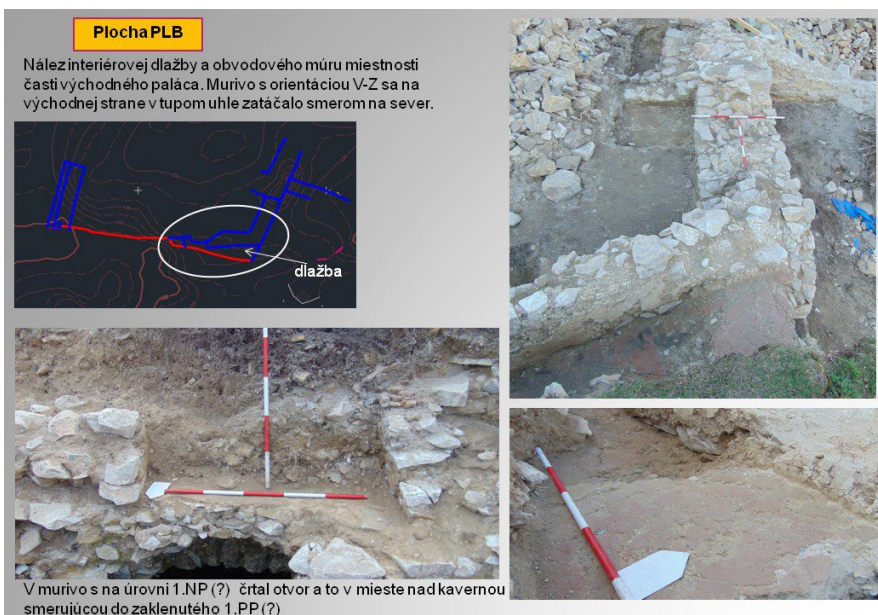 Plocha PLB
Nález interiérovej dlažby a obvodového múru miestnosti
časti východného paláca. Murivo s orientáciou V-Z sa na
východnej strane v tupom uhle zatáčalo smerom na sever.
dlažba
V murivo s na úrovni 1.NP (?) črtal otvor a to v mieste nad kavernou
smerujúcou do zaklenutého 1.PP (?)